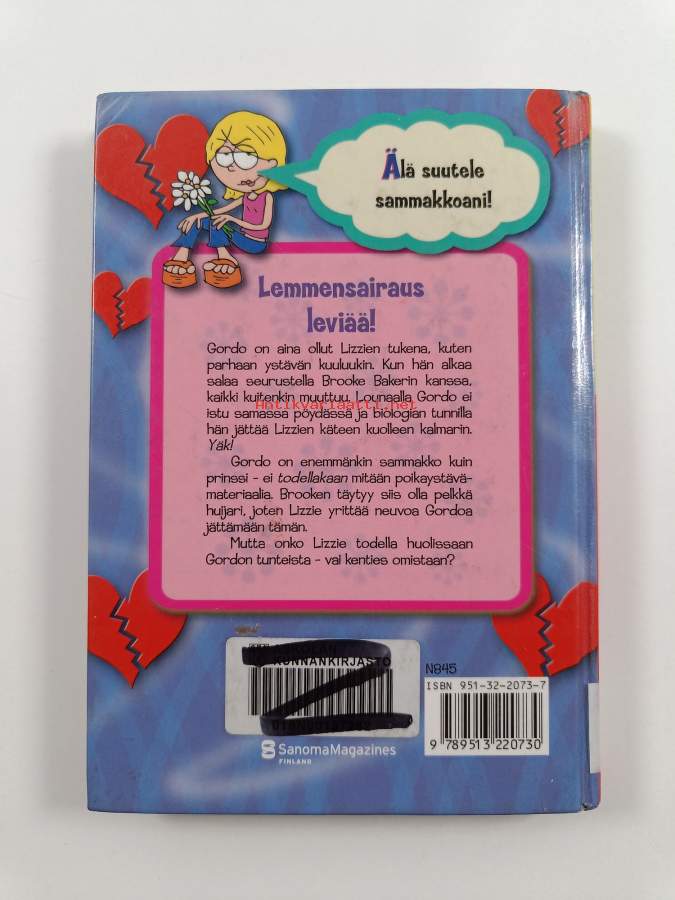 Älä suutele
sammakkoani!
Lemmensairaus
leviää!
Gordo on aina ollut Lizzien tukena, kuten
parhaan ystävän kuuluukin. Kun hän alkaa
salaa seurustella Brooke Bakerin kanssa,
kaikki kuitenkin muuttuu. Lounaalla Gordo ei
istu samassa pöydässä ja biologian tunnilla
hän jättää Lizzien käteen kuolleen kalmarin.
Yäk!
Gordo on enemmänkin sammakko kuin
prinssi - ei todellakaan mitään poikaystävä-
materiaalia. Brooken täytyy siis olla pelkkä
huijari, joten Lizzie yrittää neuvoa Gordoa
jättämään tämän.
Mutta onko Lizzie todella huolissaan
Gordon tunteista - vai kenties omistaan?
Antikvariaatti.net
KUNNANKIRJASTO
N845
ISBN 951-32-2073-7
9 789513 220730
SanomaMagazines
FINLAND